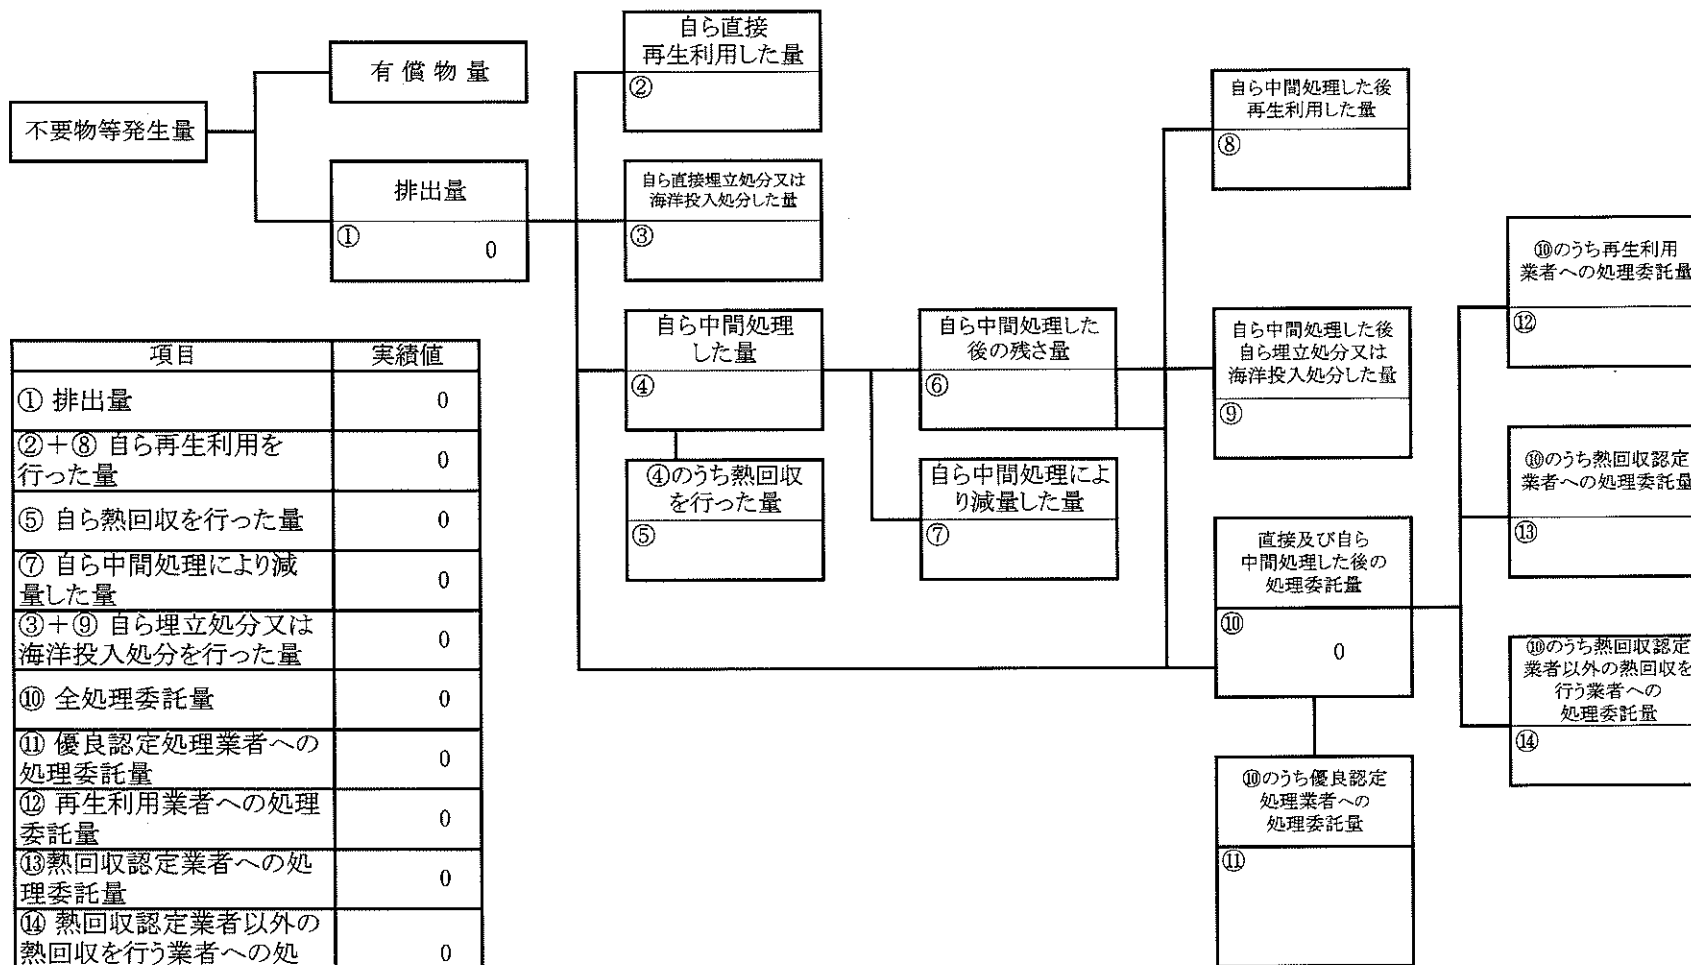 不要物等発生量
有償物量
排出量
①
0
自ら直接
再生利用した量
②
自ら直接埋立処分又は
海洋投入処分した量
③
自ら中間処理
した量
④
④のうち熱回収
を行った量
⑤
自ら中間処理した
後の残さ量
⑥
自ら中間処理によ
り減量した量
⑦
自ら中間処理した後
再生利用した量
⑧
自ら中間処理した後
自ら埋立処分又は
海洋投入処分した量
⑨
直接及び自ら
中間処理した後の
処理委託量
⑩
0
⑩のうち優良認定
処理業者への
処理委託量
⑪
⑩のうち再生利用
業者への処理委託量
⑫
⑩のうち熱回収認定
業者への処理委託量
⑬
⑩のうち熱回収認定
業者以外の熱回収を
行う業者への
処理委託量
⑭
項目 実績値
① 排出量 0
②+⑧ 自ら再生利用を
行った量 0
⑤ 自ら熱回収を行った量 0
⑦ 自ら中間処理により減
量した量 0
③+⑨ 自ら埋立処分又は
海洋投入処分を行った量 0
⑩ 全処理委託量 0
⑪ 優良認定処理業者への
処理委託量 0
⑫ 再生利用業者への処理
委託量 0
⑬熱回収認定業者への処
理委託量 0
⑭ 熱回収認定業者以外の
熱回収を行う業者への処 0